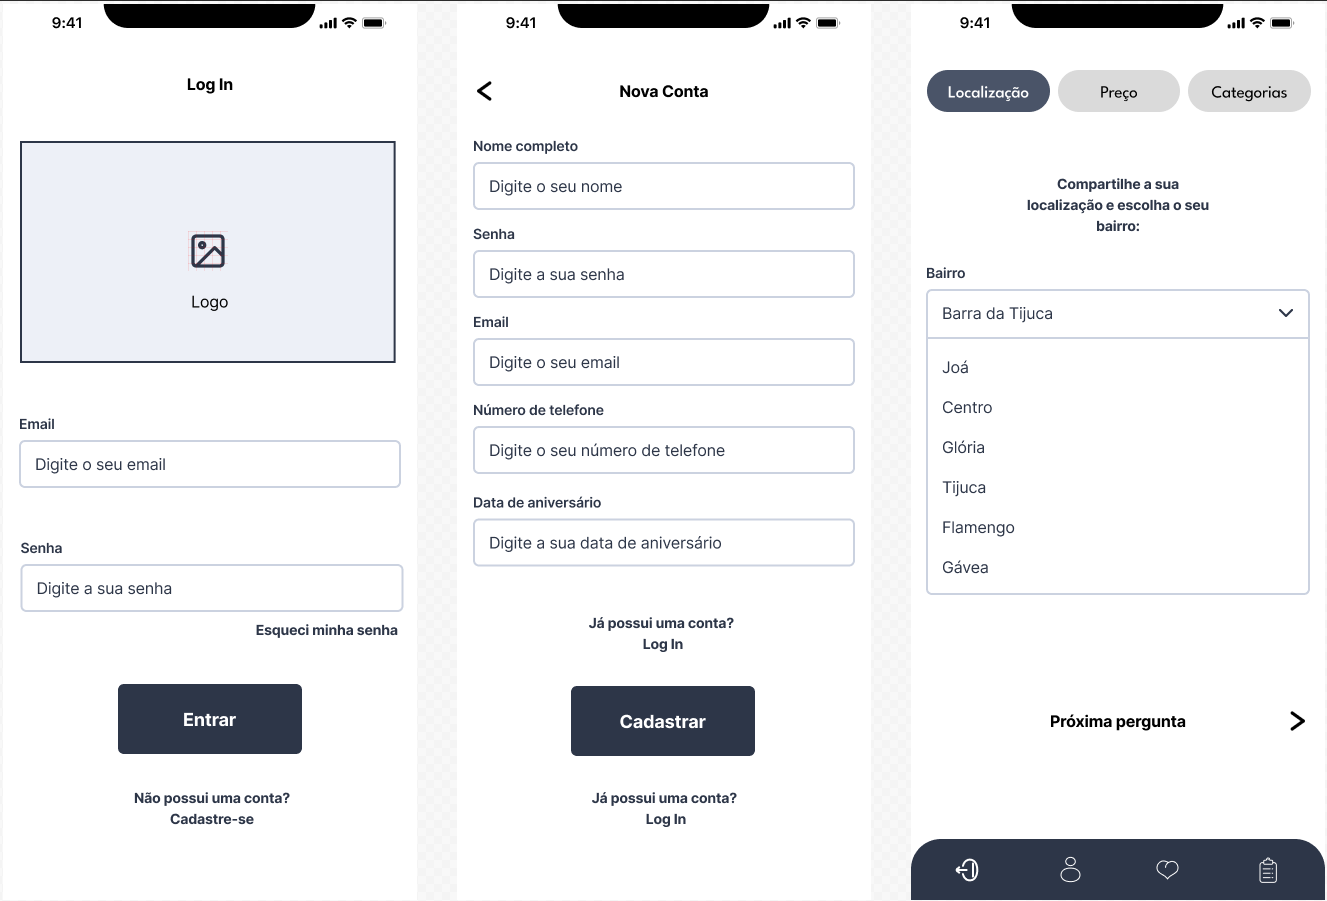 9:41
Log In
Logo
Email
Digite o seu email
Senha
Digite a sua senha
Esqueci minha senha
Entrar
Não possui uma conta?
Cadastre-se
9:41
Nova Conta
Nome completo
Digite o seu nome
Senha
Digite a sua senha
Email
Digite o seu email
Número de telefone
Digite o seu número de telefone
Data de aniversário
Digite a sua data de aniversário
Já possui uma conta?
Log In
Cadastrar
Já possui uma conta?
Log In
9:41
Localização
Preço
Categorias
Compartilhe a sua
localização e escolha o seu
bairro:
Bairro
Barra da Tijuca
Joá
Centro
Glória
Tijuca
Flamengo
Gávea
Próxima pergunta